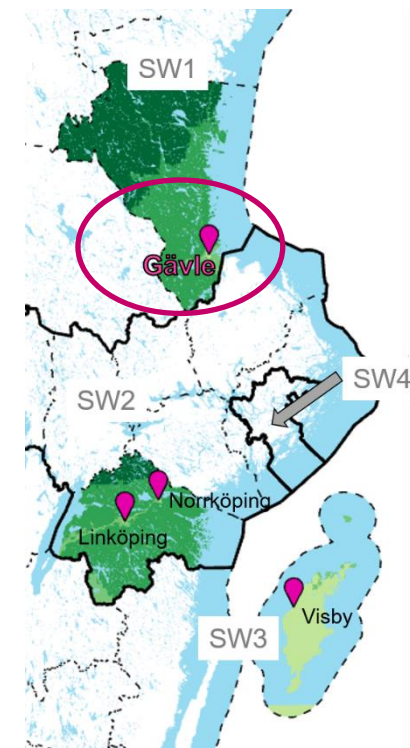 SW1
Gävle
SW4
SW2
Norrköping
Linköping
Visby
SW3